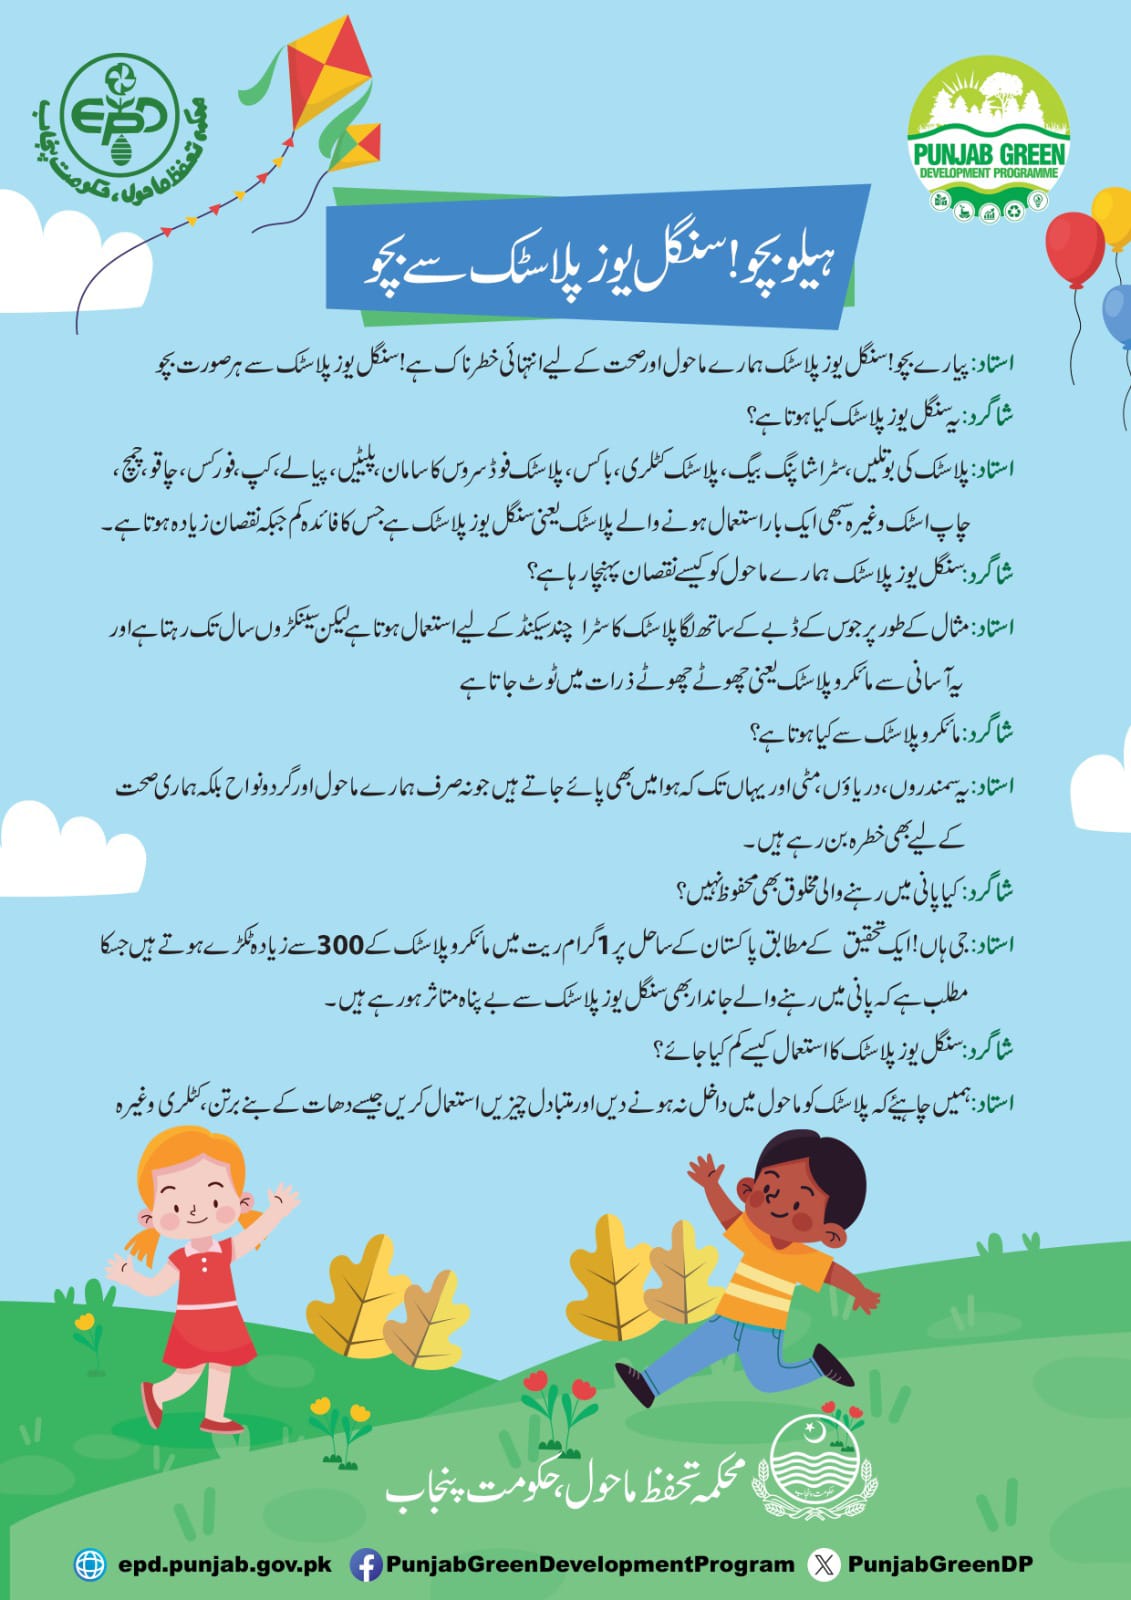 محکمہ تحفظ ماحول، حکومت پنجاب
EPD
PUNJAB GREEN
DEVELOPMENT PROGRAMME
ہیلو بچو! سنگل یوز پلاسٹک سے بچو
استاد: پیارے بچو! سنگل یوز پلاسٹک ہمارے ماحول اور صحت کے لیے انتہائی خطرناک ہے! سنگل یوز پلاسٹک سے ہر صورت بچو
شاگرد: یہ سنگل یوز پلاسٹک کیا ہوتا ہے؟
استاد: پلاسٹک کی بوتلیں، سٹرا شاپنگ بیگ، پلاسٹک کٹلری، باکس، پلاسٹک فوڈ سروس کا سامان، پلیٹیں، پیالے، کپ، فورکس، چاقو، چمچ،
چاپ اسٹک وغیرہ سبھی ایک بار استعمال ہونے والے پلاسٹک یعنی سنگل یوز پلاسٹک ہے جس کا فائدہ کم جبکہ نقصان زیادہ ہوتا ہے۔
شاگرد: سنگل یوز پلاسٹک ہمارے ماحول کو کیسے نقصان پہنچا رہا ہے؟
استاد: مثال کے طور پر جوس کے ڈبے کے ساتھ لگا پلاسٹک کا سٹرا چند سیکنڈ کے لیے استعمال ہوتا ہے لیکن سینکڑوں سال تک رہتا ہے اور
یہ آسانی سے مائکرو پلاسٹک یعنی چھوٹے چھوٹے ذرات میں ٹوٹ جاتا ہے
شاگرد: مائکرو پلاسٹک سے کیا ہوتا ہے؟
استاد: یہ سمندروں، دریاؤں، مٹی اور یہاں تک کہ ہوا میں بھی پائے جاتے ہیں جو نہ صرف ہمارے ماحول اور گردونواح بلکہ ہماری صحت
کے لیے بھی خطرہ بن رہے ہیں۔
شاگرد: کیا پانی میں رہنے والی مخلوق بھی محفوظ نہیں؟
استاد: جی ہاں! ایک تحقیق کے مطابق پاکستان کے ساحل پر 1 گرام ریت میں مائکرو پلاسٹک کے 300 سے زیادہ ٹکڑے ہوتے ہیں جسکا
مطلب ہے کہ پانی میں رہنے والے جاندار بھی سنگل یوز پلاسٹک سے بے پناہ متاثر ہو رہے ہیں۔
شاگرد: سنگل یوز پلاسٹک کا استعمال کیسے کم کیا جائے؟
استاد: ہمیں چاہیئے کہ پلاسٹک کو ماحول میں داخل نہ ہونے دیں اور متبادل چیزیں استعمال کریں جیسے دھات کے بنے برتن، کٹلری وغیرہ
محکمہ تحفظ ماحول، حکومت پنجاب
حکومت پنجاب
epd.punjab.gov.pk PunjabGreenDevelopmentProgram PunjabGreenDP